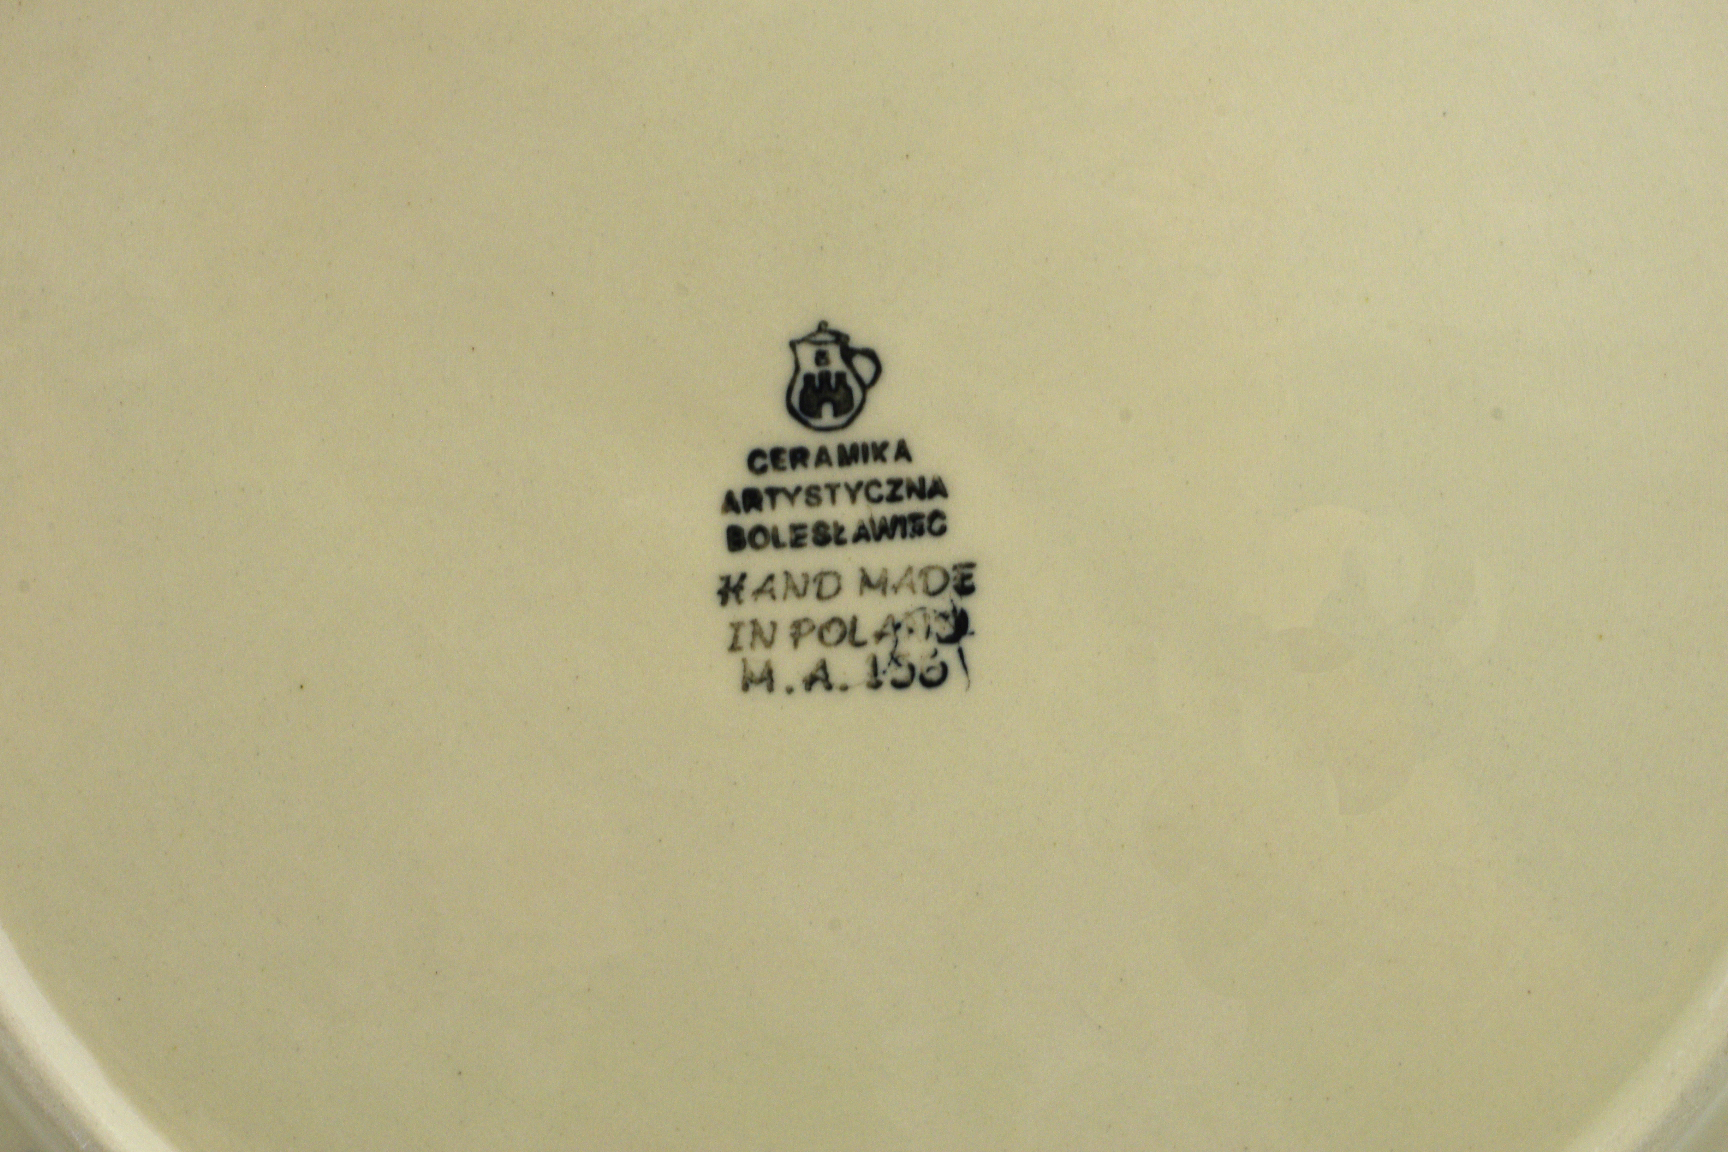 B
CERAMIKA
ARTYSTYCZNA
BOLESŁAWIEC
HAND MADE
IN POLAND
M.A.